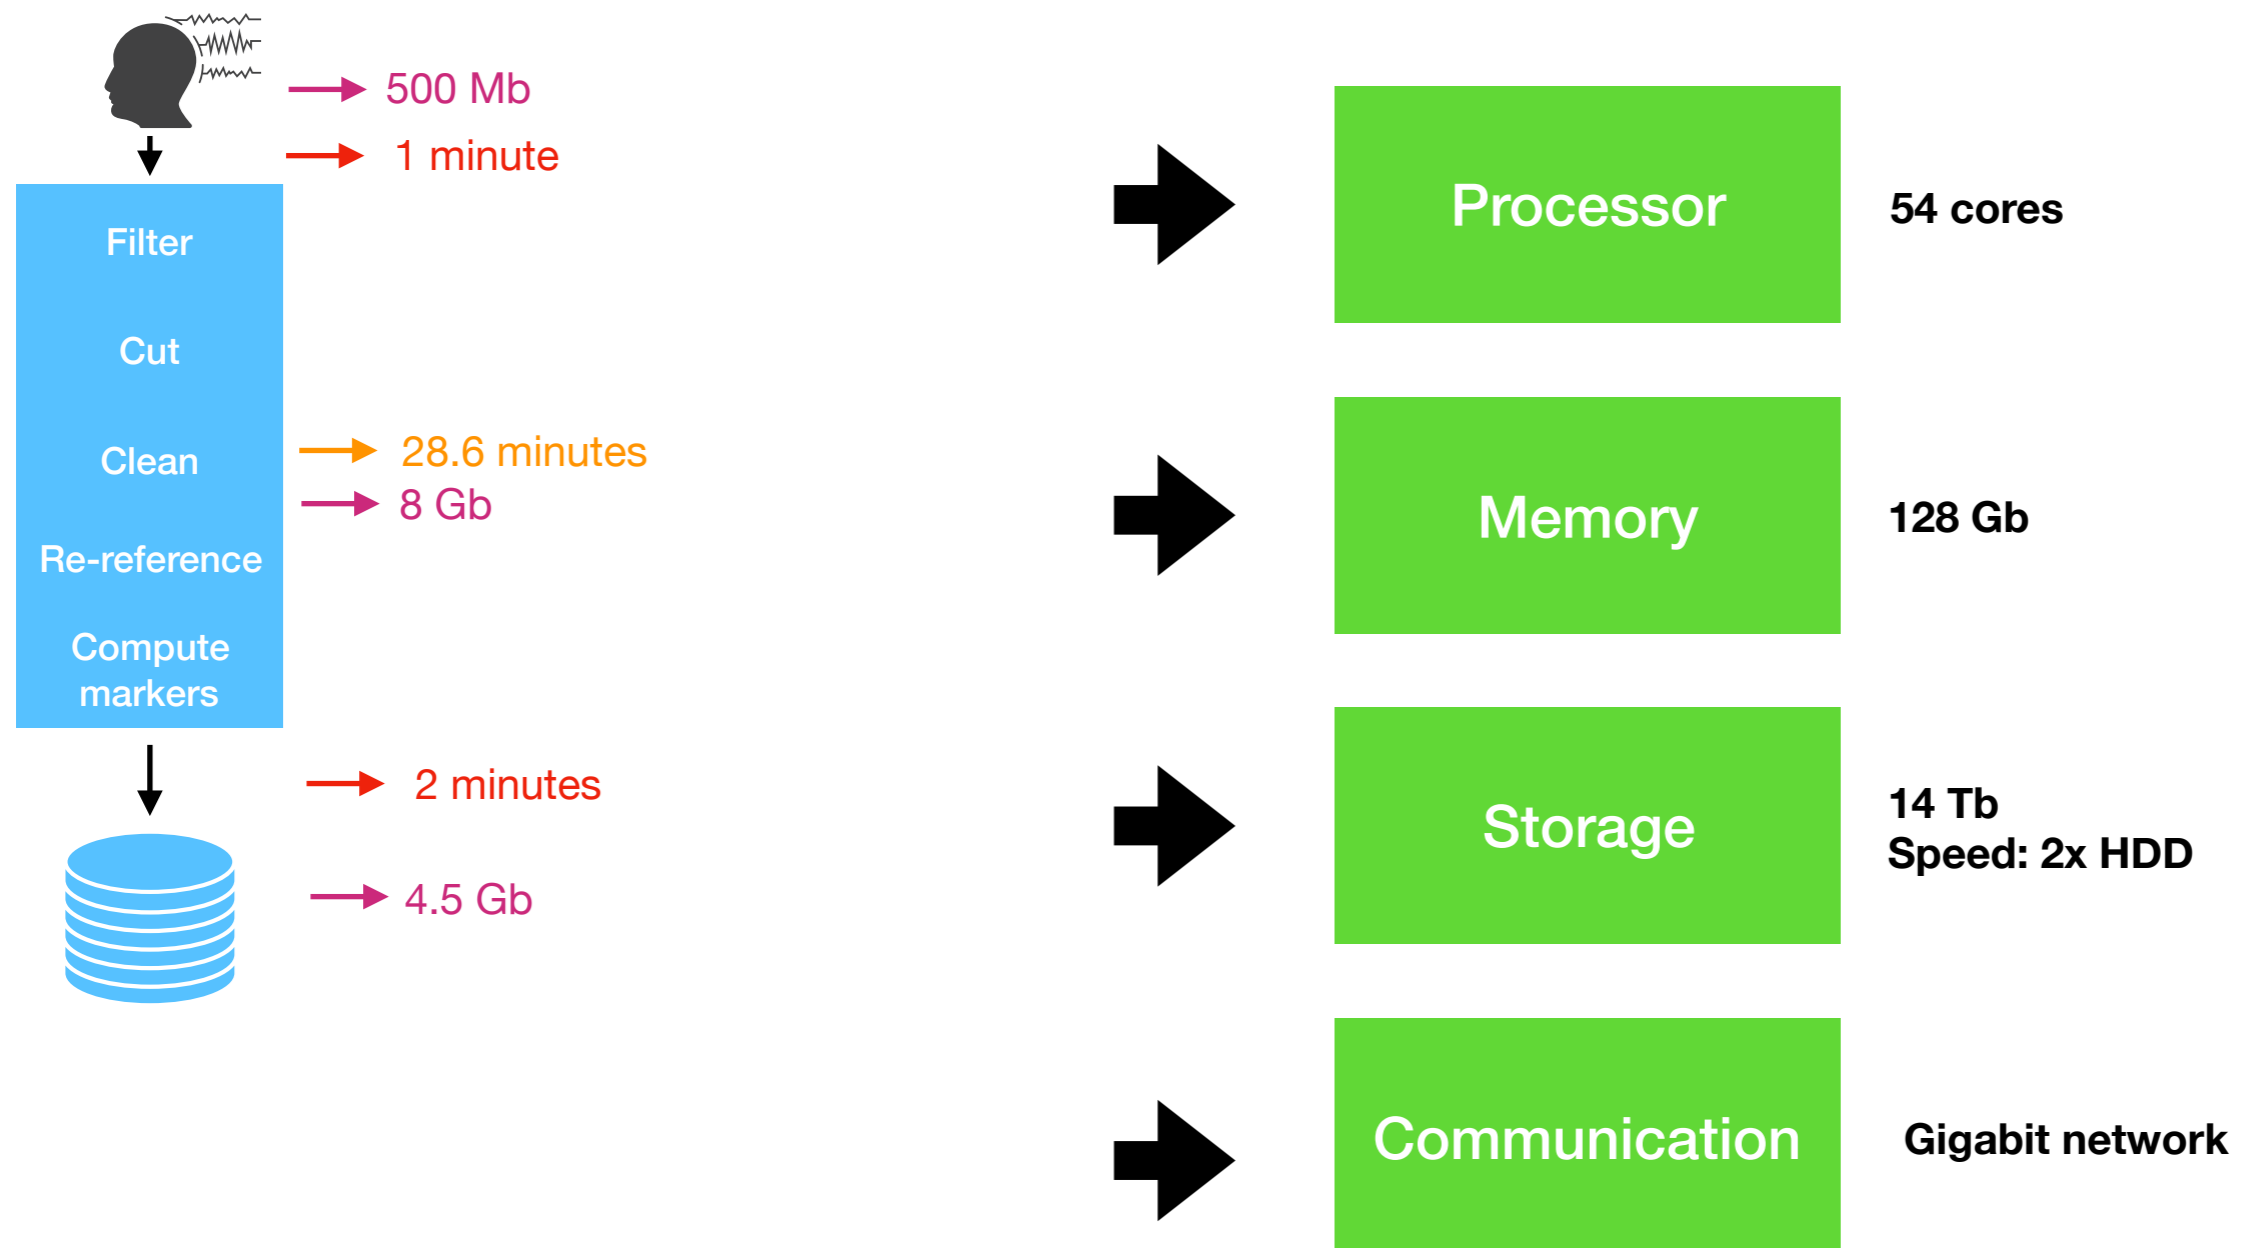 500 Mb
1 minute
Filter
Cut
Clean
Re-reference
Compute
markers
28.6 minutes
8 Gb
2 minutes
4.5 Gb
Processor
54 cores
Memory
128 Gb
Storage
14 Tb
Speed: 2x HDD
Communication
Gigabit network